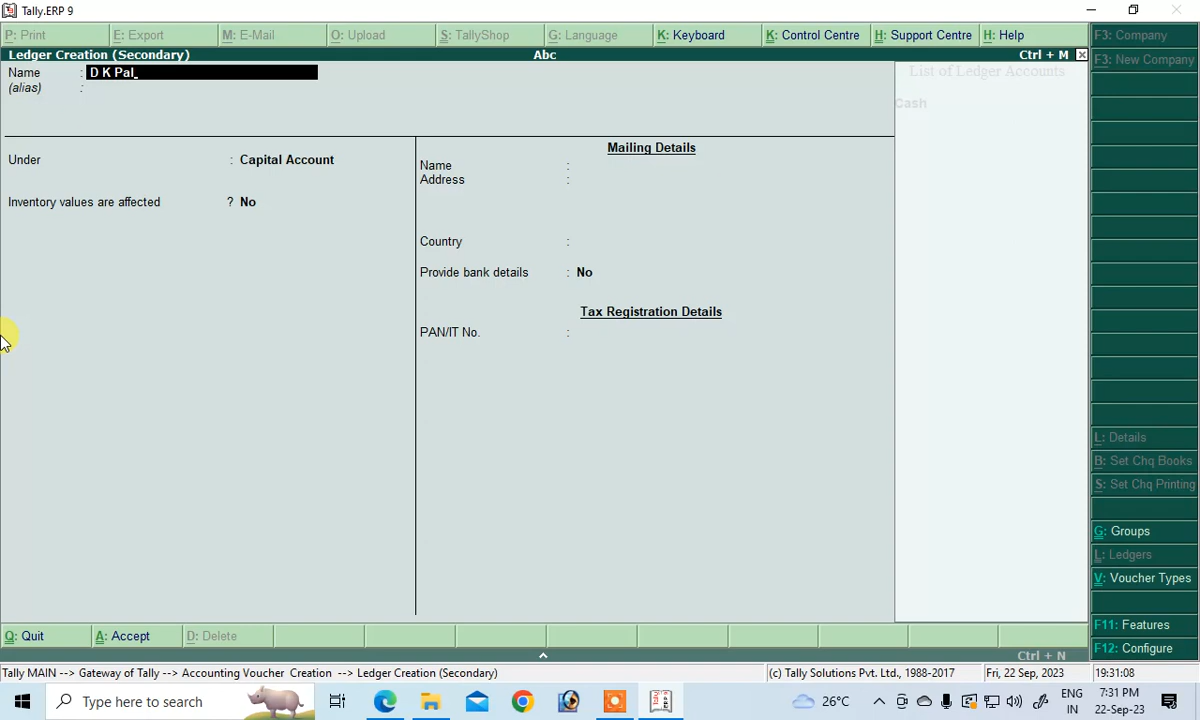 Tally.ERP 9
P: Print E: Export M: E-Mail O: Upload S: TallyShop G: Language K: Keyboard K: Control Centre H: Support Centre H: Help
F3: Company
Ledger Creation (Secondary) Abc Ctrl + M
F3: New Company
Name : D K Pal
(alias) :
List of Ledger Accounts
Cash
Under : Capital Account
Inventory values are affected ? No
Mailing Details
Name :
Address :
Country :
Provide bank details : No
Tax Registration Details
PAN/IT No. :
L: Details
B: Set Chq Books
S: Set Chq Printing
G: Groups
L: Ledgers
V: Voucher Types
F11: Features
F12: Configure
Q: Quit A: Accept D: Delete
Ctrl + N
Tally MAIN --> Gateway of Tally --> Accounting Voucher Creation --> Ledger Creation (Secondary) (c) Tally Solutions Pvt. Ltd., 1988-2017 Fri, 22 Sep, 2023 19:31:08
Type here to search 26°C ENG 7:31 PM
IN 22-Sep-23